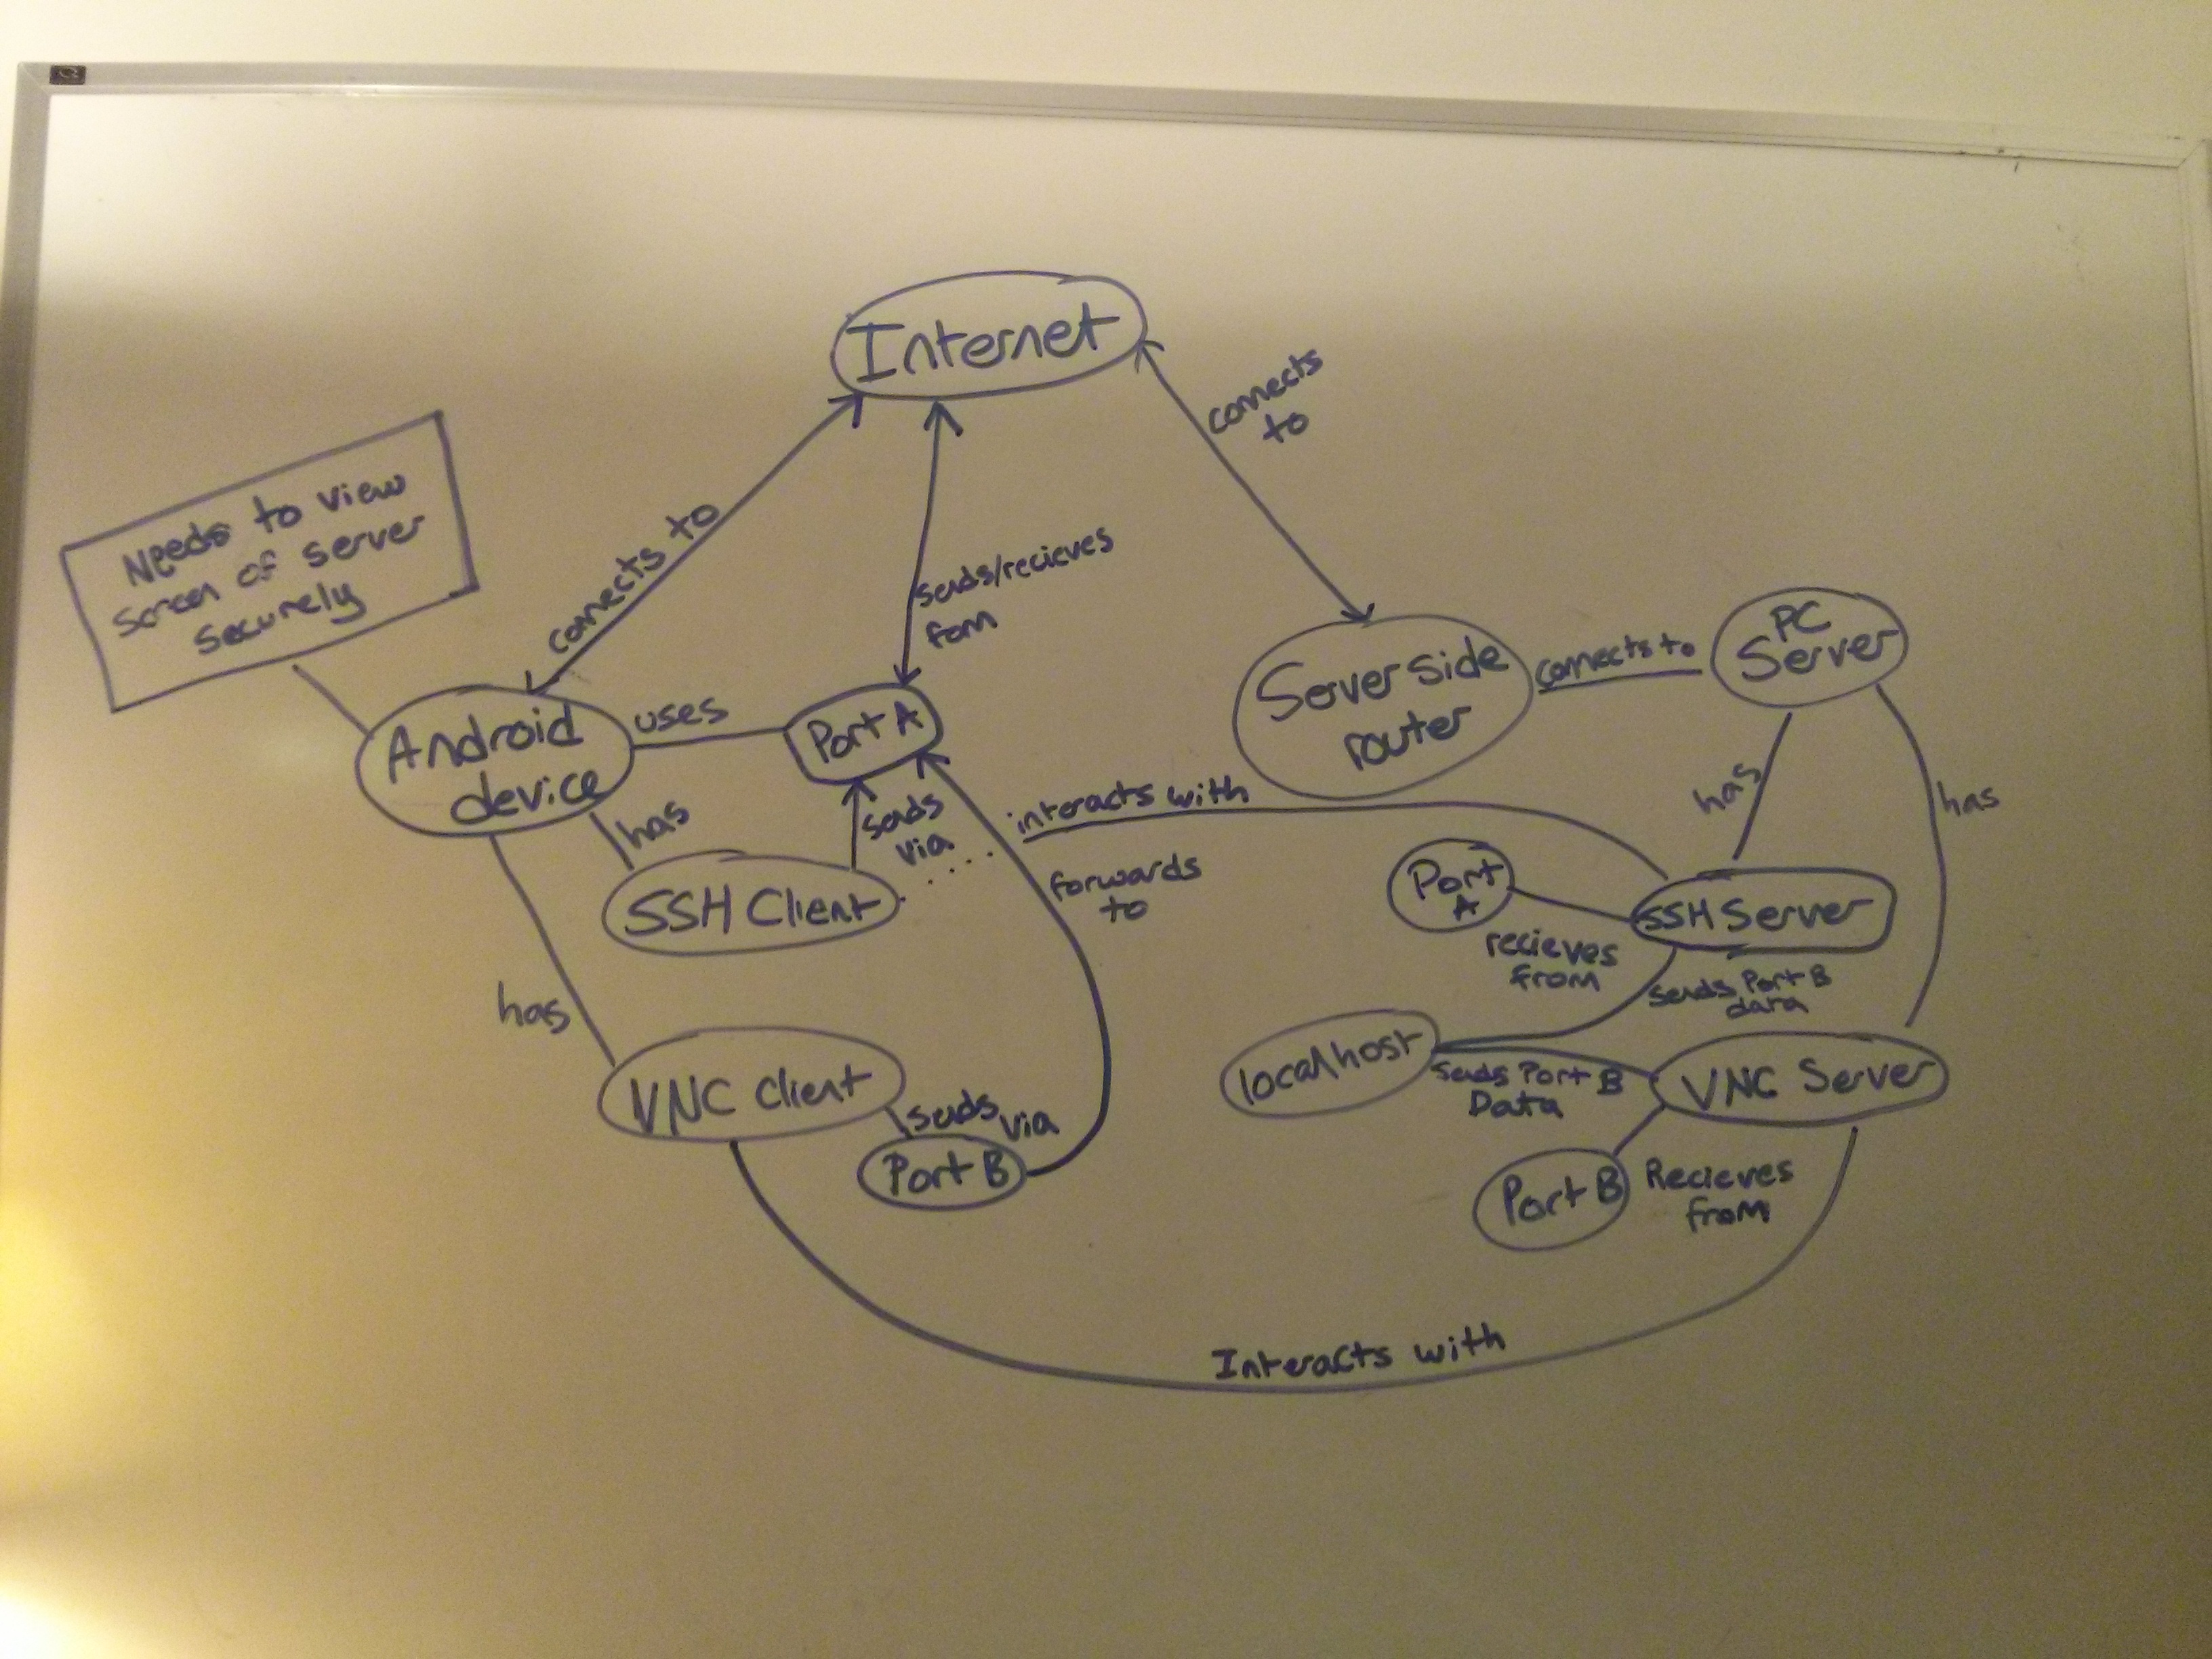 Internet
connects
to
Needs to view
screen of server
securely
connects to
sends/recieves
fom
PC
Server
Server side
router
connects to
Android
device
uses
Port A
has
sends
via
interacts with
has
has
SSH Client
forwards
to
Port
A
SSH Server
recieves
from
sends Port B
data
has
localhost
VNC Client
sends via
Sends Port B
Data
VNC Server
Port B
Port B
Recieves
from
Interacts with